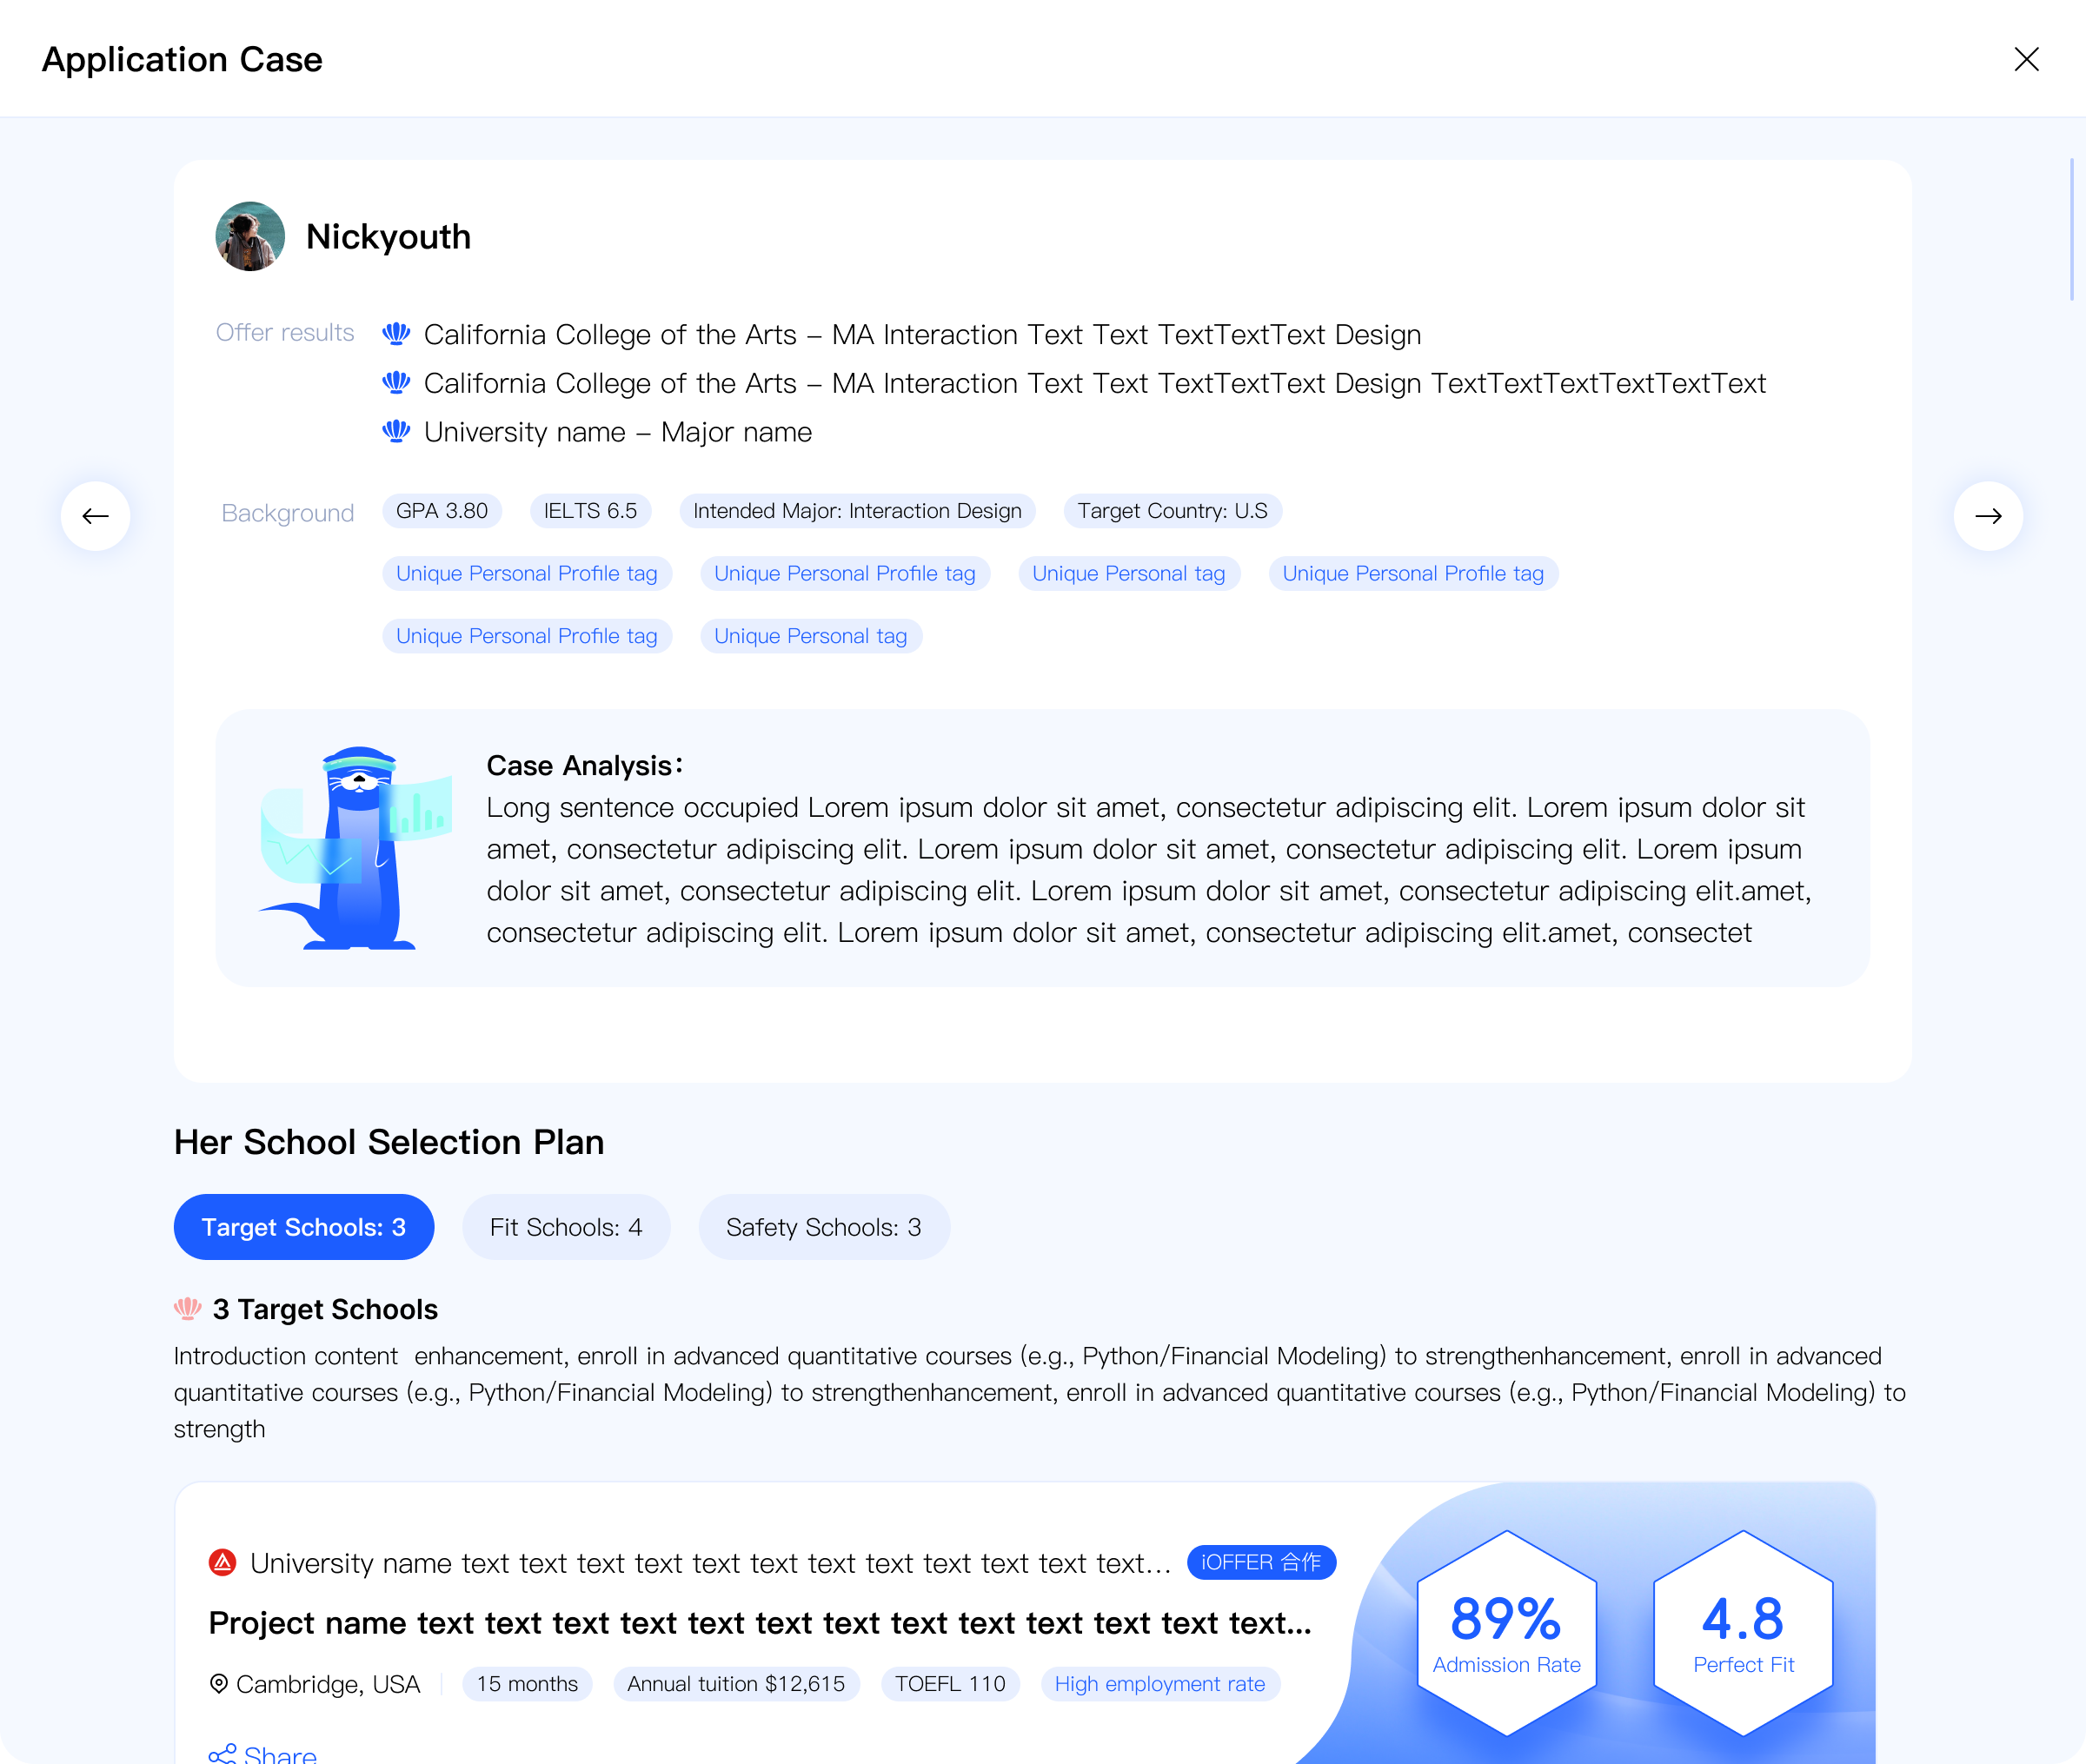 Application Case
Nickyouth
Offer results
California College of the Arts – MA Interaction Text Text TextTextText Design
California College of the Arts – MA Interaction Text Text TextTextText Design TextTextTextTextTextText
University name – Major name
Background
GPA 3.80
IELTS 6.5
Intended Major: Interaction Design
Target Country: U.S
Unique Personal Profile tag
Unique Personal Profile tag
Unique Personal tag
Unique Personal Profile tag
Unique Personal Profile tag
Unique Personal tag
Case Analysis：
Long sentence occupied Lorem ipsum dolor sit amet, consectetur adipiscing elit. Lorem ipsum dolor sit
amet, consectetur adipiscing elit. Lorem ipsum dolor sit amet, consectetur adipiscing elit. Lorem ipsum
dolor sit amet, consectetur adipiscing elit. Lorem ipsum dolor sit amet, consectetur adipiscing elit.amet,
consectetur adipiscing elit. Lorem ipsum dolor sit amet, consectetur adipiscing elit.amet, consectet
Her School Selection Plan
Target Schools: 3
Fit Schools: 4
Safety Schools: 3
3 Target Schools
Introduction content  enhancement, enroll in advanced quantitative courses (e.g., Python/Financial Modeling) to strengthenhancement, enroll in advanced
quantitative courses (e.g., Python/Financial Modeling) to strengthenhancement, enroll in advanced quantitative courses (e.g., Python/Financial Modeling) to
strength
University name text text text text text text text text text text text text...
iOFFER 合作
Project name text text text text text text text text text text text text text...
Cambridge, USA
15 months
Annual tuition $12,615
TOEFL 110
High employment rate
Share
89%
Admission Rate
4.8
Perfect Fit